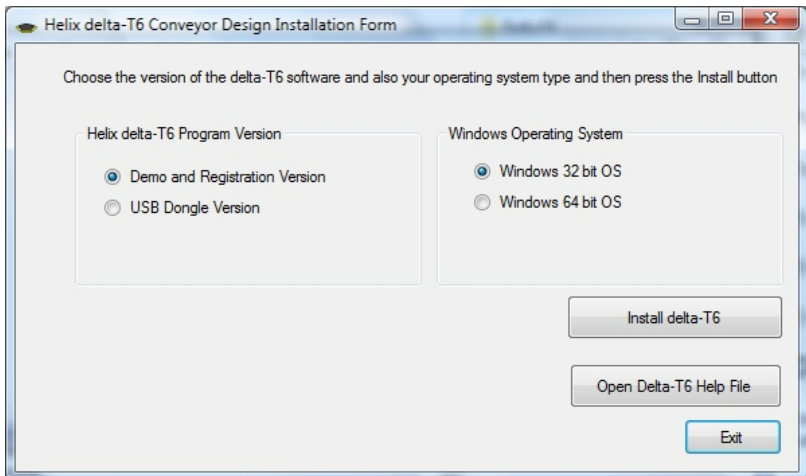 Helix delta-T6 Conveyor Design Installation Form
Choose the version of the delta-T6 software and also your operating system type and then press the Install button
Helix delta-T6 Program Version
Demo and Registration Version
USB Dongle Version
Windows Operating System
Windows 32 bit OS
Windows 64 bit OS
Install delta-T6
Open Delta-T6 Help File
Exit